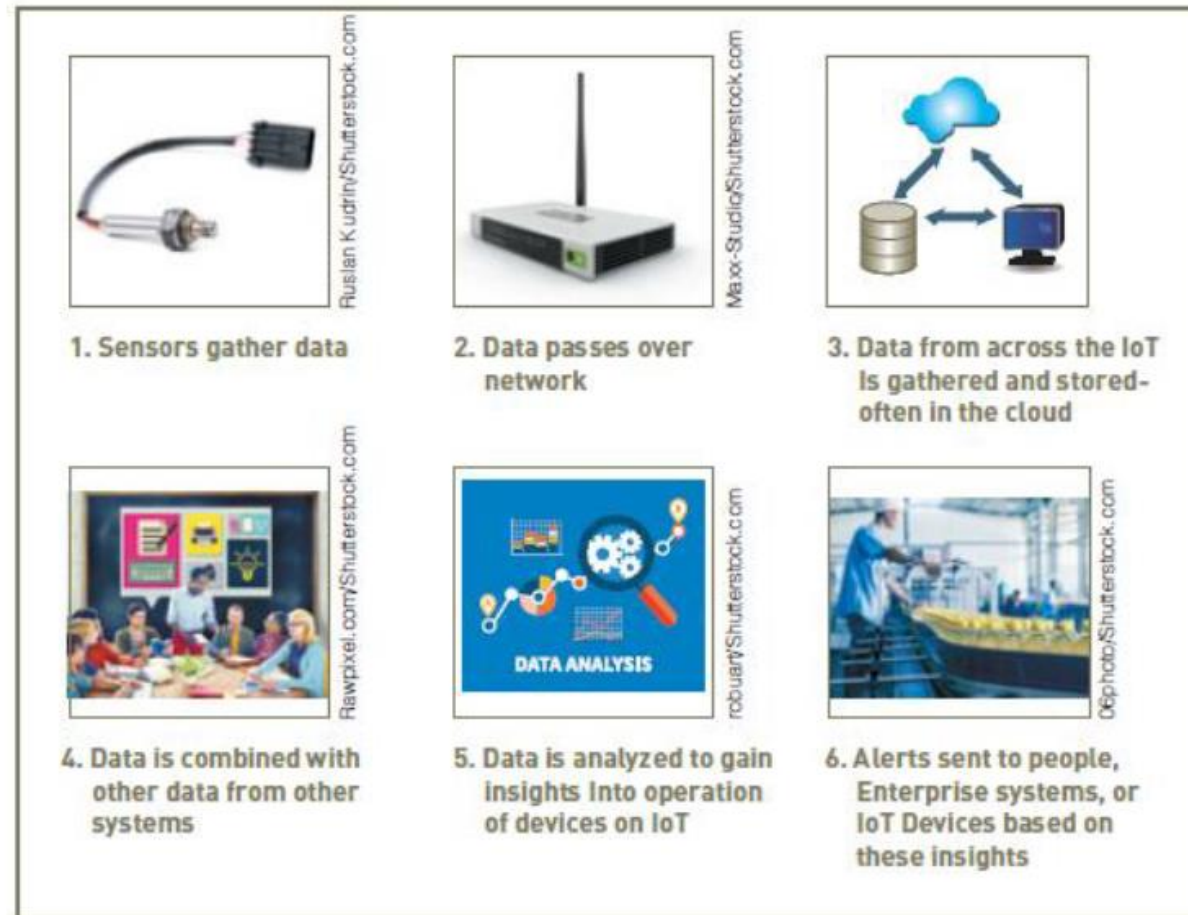 Ruslan Kudrin/Shutterstock.com
Maxx-Studio/Shutterstock.com
1. Sensors gather data
2. Data passes over
network
3. Data from across the IoT
Is gathered and stored-
often in the cloud
Rawpixel.com/Shutterstock.com
DATA ANALYSIS
robuart/Shutterstock.com
06photo/Shutterstock.com
4. Data is combined with
other data from other
systems
5. Data is analyzed to gain
insights Into operation
of devices on IoT
6. Alerts sent to people,
Enterprise systems, or
IoT Devices based on
these insights